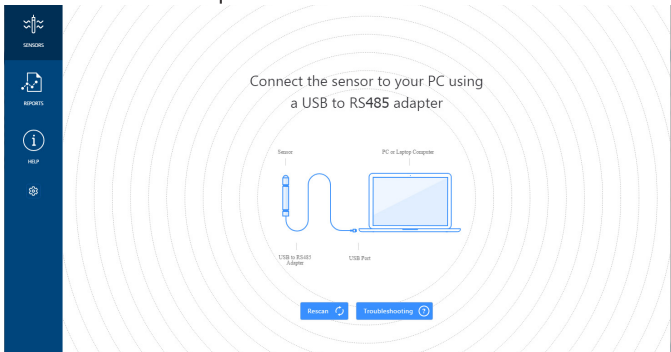 SENSORS
REPORTS
HELP
Connect the sensor to your PC using
a USB to RS485 adapter
Sensor
PC or Laptop Computer
USB to RS485
Adapter
USB Port
Rescan
Troubleshooting